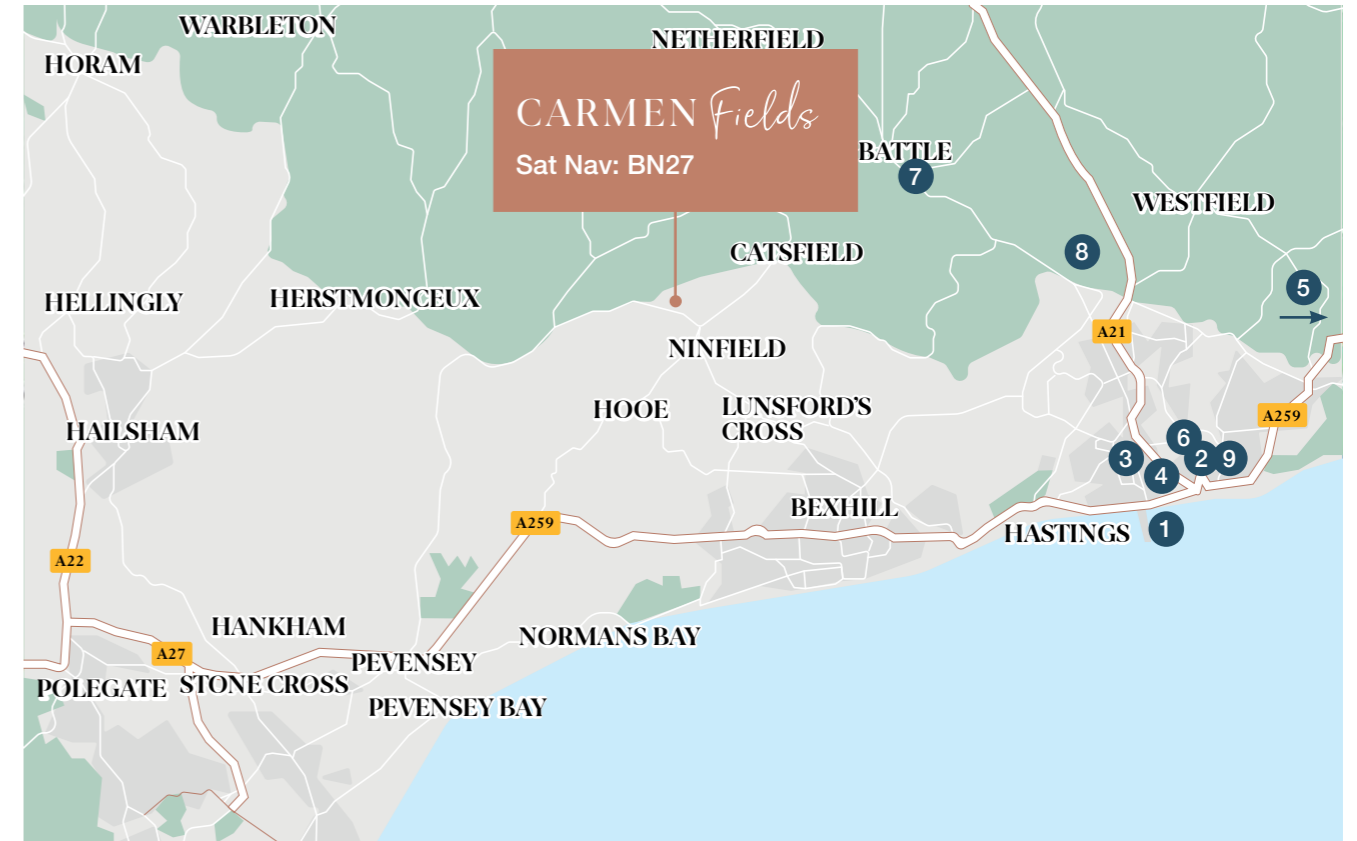 WARBLETON
HORAM
NETHERFIELD
CARMEN Fields
Sat Nav: BN27
BATTLE
7
WESTFIELD
8
CATSFIELD
5
HELLINGLY
HERSTMONCEUX
A21
NINFIELD
HOOE
LUNSFORD'S
CROSS
A259
HAILSHAM
6
3
2
9
4
BEXHILL
A259
HASTINGS
1
A22
HANKHAM
NORMANS BAY
A27
PEVENSEY
POLEGATE
STONE CROSS
PEVENSEY BAY